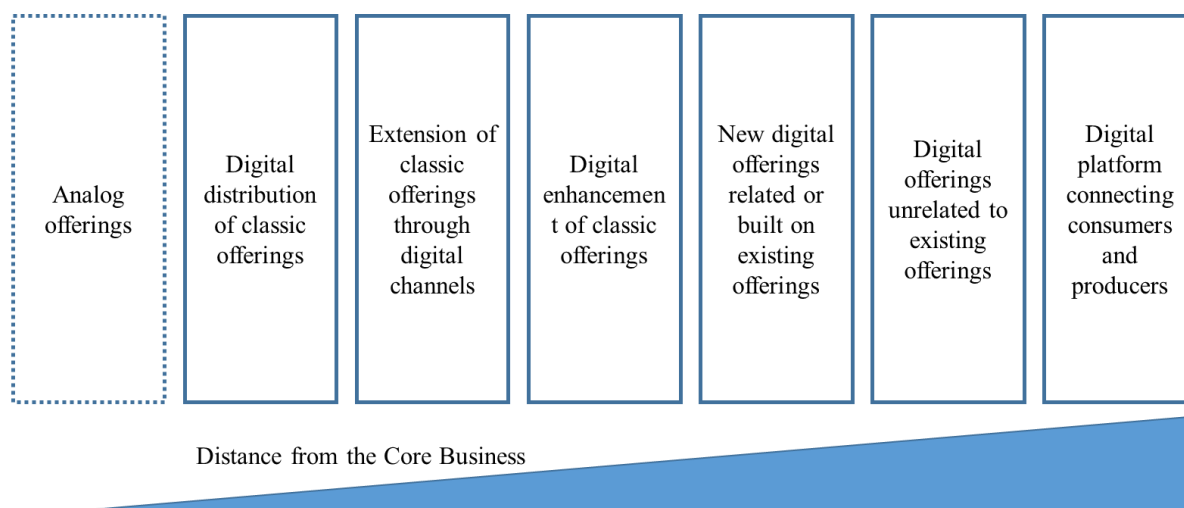 Analog
offerings
Digital
distribution
of classic
offerings
Extension of
classic
offerings
through
digital
channels
Digital
enhancemen
t of classic
offerings
New digital
offerings
related or
built on
existing
offerings
Digital
offerings
unrelated to
existing
offerings
Digital
platform
connecting
consumers
and
producers
Distance from the Core Business